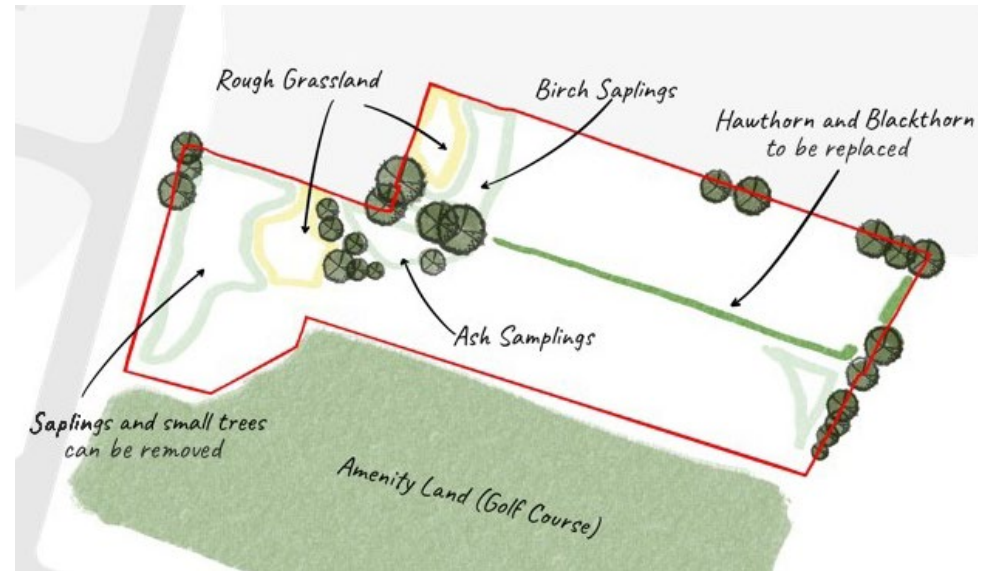 Rough Grassland
Birch Saplings
Hawthorn and Blackthorn
to be replaced
Ash Samplings
Saplings and small trees
can be removed
Amenity Land (Golf Course)